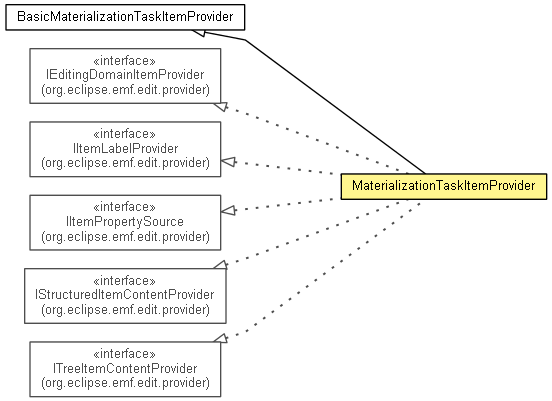 BasicMaterializationTaskItemProvider
«interface»
IEditingDomainItemProvider
(org.eclipse.emf.edit.provider)
«interface»
IItemLabelProvider
(org.eclipse.emf.edit.provider)
MaterializationTaskItemProvider
«interface»
IItemPropertySource
(org.eclipse.emf.edit.provider)
«interface»
IStructuredItemContentProvider
(org.eclipse.emf.edit.provider)
«interface»
ITreeItemContentProvider
(org.eclipse.emf.edit.provider)